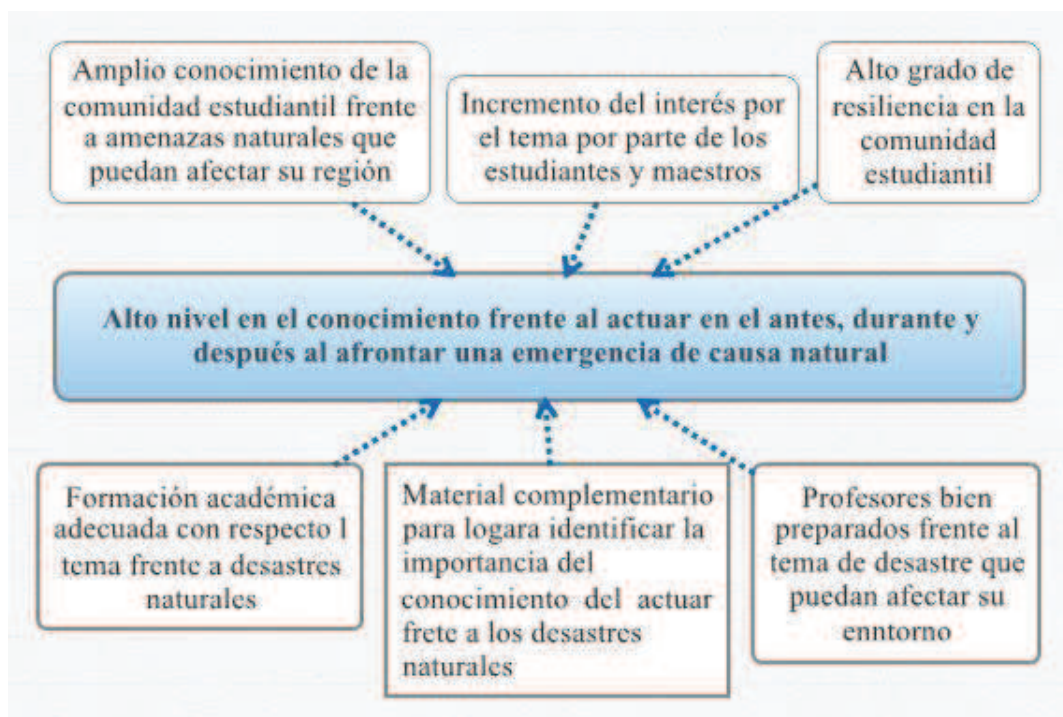 Amplio conocimiento de la
comunidad estudiantil frente
a amenazas naturales que
puedan afectar su región
Incremento del interés por
el tema por parte de los
estudiantes y maestros
Alto grado de
resiliencia en la
comunidad
estudiantil
Alto nivel en el conocimiento frente al actuar en el antes, durante y
después al afrontar una emergencia de causa natural
Formación académica
adecuada con respecto l
tema frente a desastres
naturales
Material complementario
para logara identificar la
importancia del
conocimiento del actuar
frete a los desastres
naturales
Profesores bien
preparados frente al
tema de desastre que
puedan afectar su
enntorno